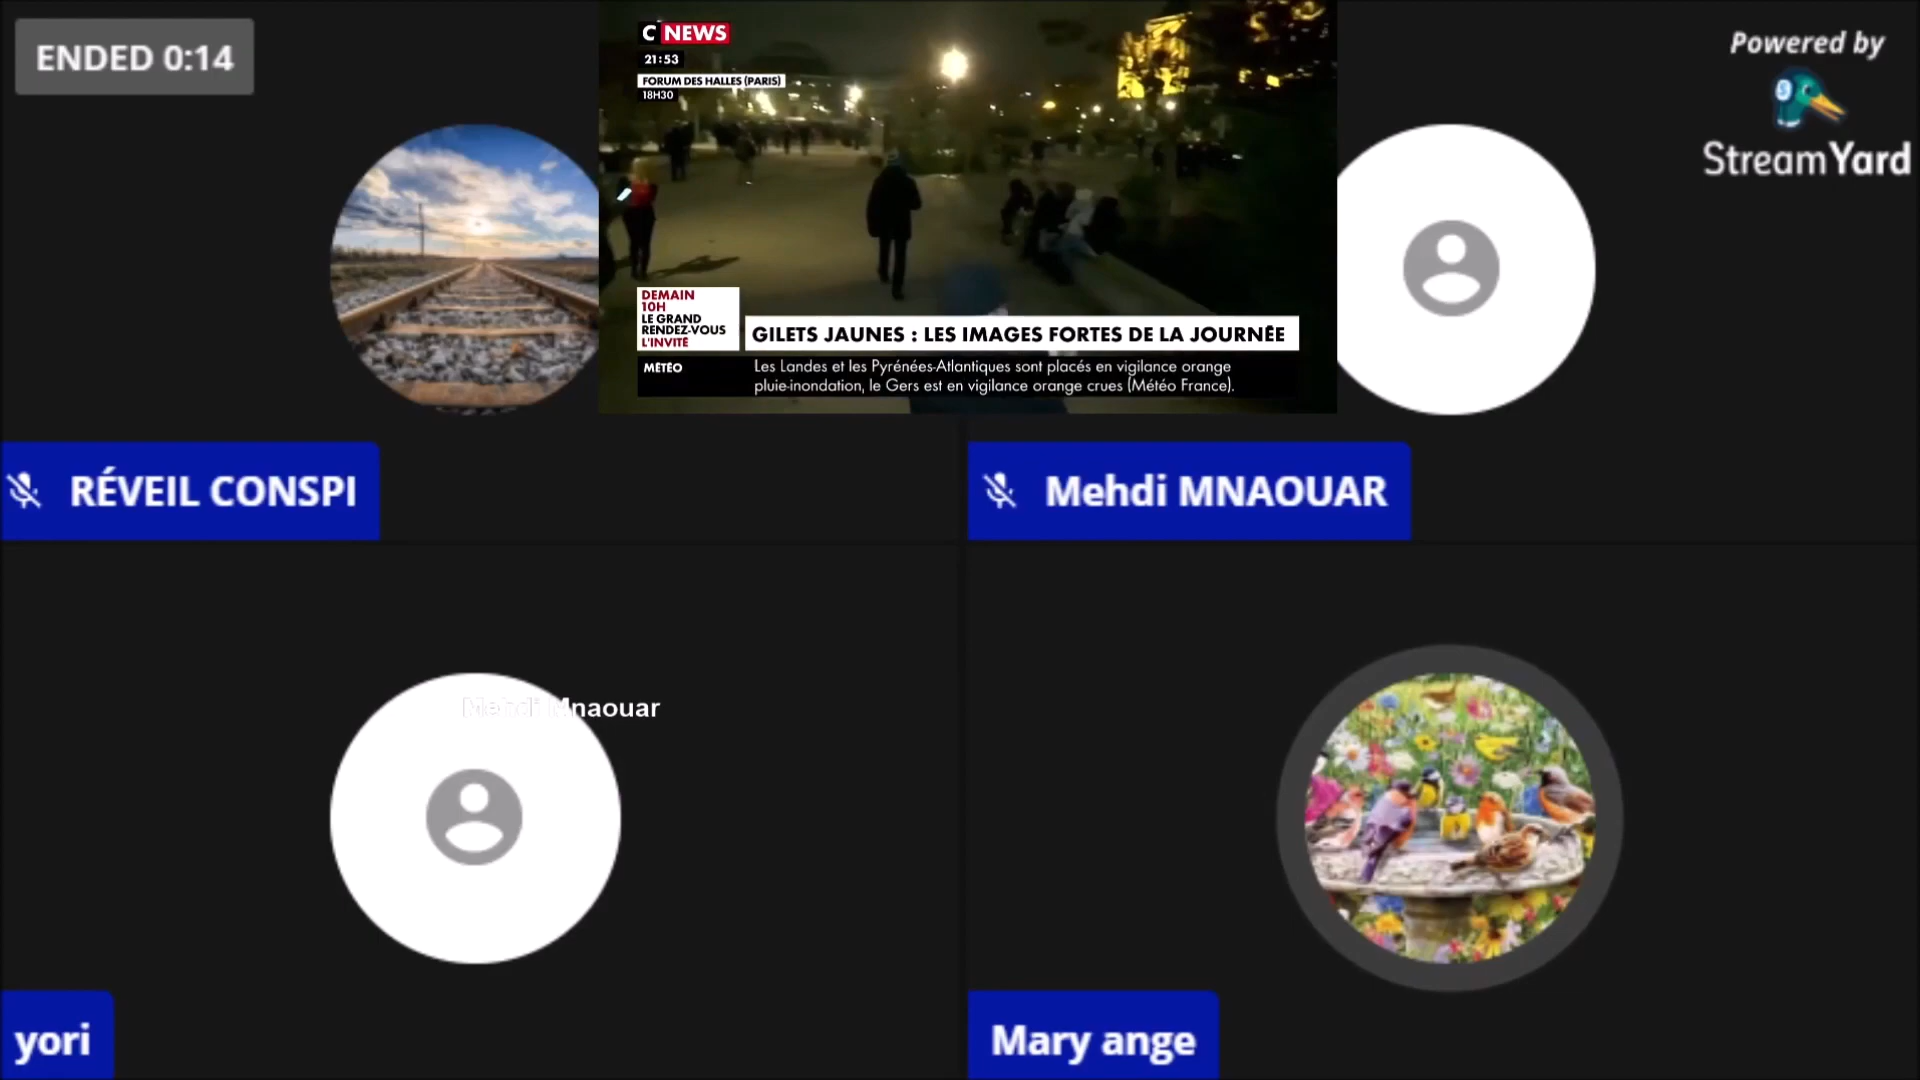 ENDED 0:14
C NEWS
21:53
FORUM DES HALLES (PARIS)
18H30
DEMAIN
10H
LE GRAND
RENDEZ-VOUS
L'INVITÉ
GILETS JAUNES : LES IMAGES FORTES DE LA JOURNÉE
MÉTÉO
Les Landes et les Pyrénées-Atlantiques sont placés en vigilance orange
pluie-inondation, le Gers est en vigilance orange crues (Météo France).
Powered by
StreamYard
RÉVEIL CONSPI
Mehdi MNAOUAR
Mehdi Mnaouar
yori
Mary ange